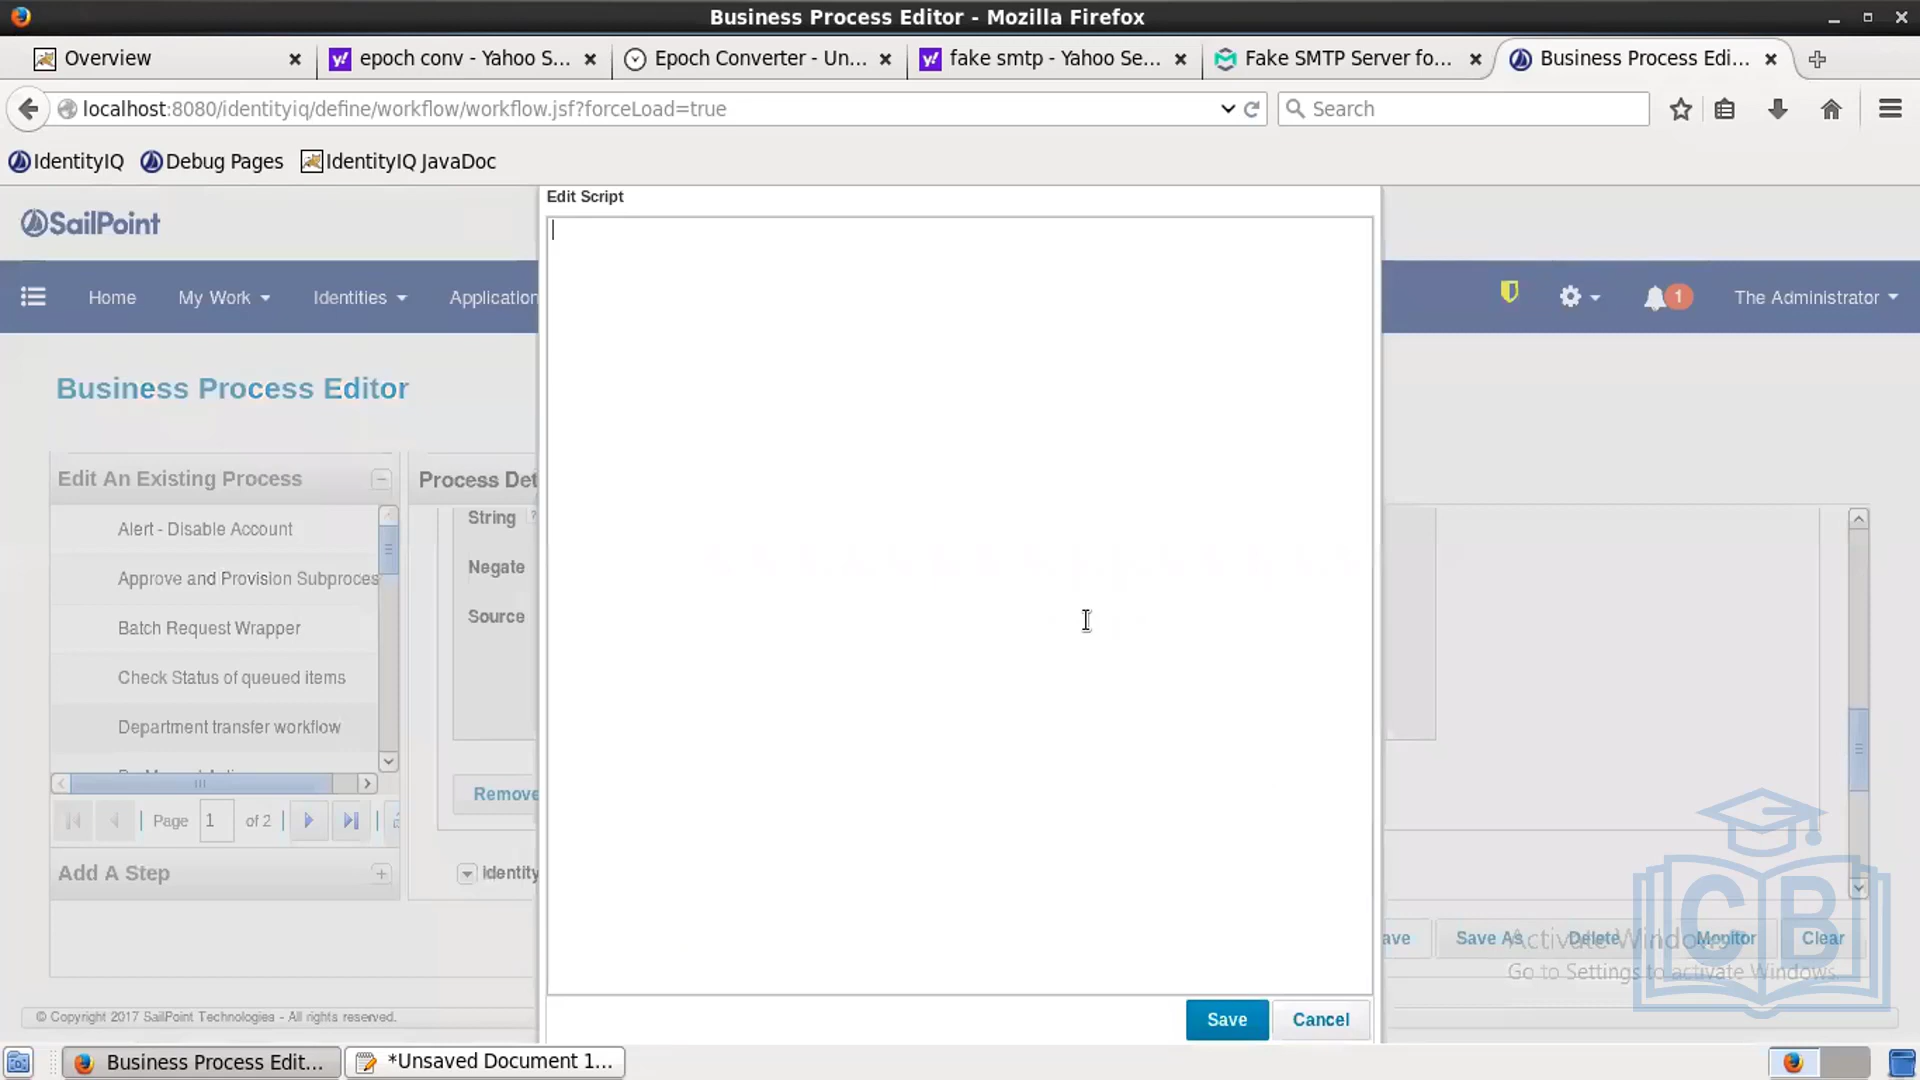 Business Process Editor - Mozilla Firefox
Overview
epoch conv - Yahoo S...
Epoch Converter - Un...
fake smtp - Yahoo Se...
Fake SMTP Server fo...
Business Process Edi...
localhost:8080/identityiq/define/workflow/workflow.jsf?forceLoad=true
Search
IdentityIQ
Debug Pages
IdentityIQ JavaDoc
Edit Script
SailPoint
Home
My Work
Identities
Application
1
The Administrator
Business Process Editor
Edit An Existing Process
Process Det
Alert - Disable Account
String
Approve and Provision Subproces
Negate
Batch Request Wrapper
Source
Check Status of queued items
Department transfer workflow
Remove
Page 1 of 2
Add A Step
Identity
ave
Save As
Delete
Monitor
Clear
CB
Activate Windows
Go to Settings to activate Windows.
© Copyright 2017 SailPoint Technologies - All rights reserved.
Save
Cancel
Business Process Edit...
*Unsaved Document 1...